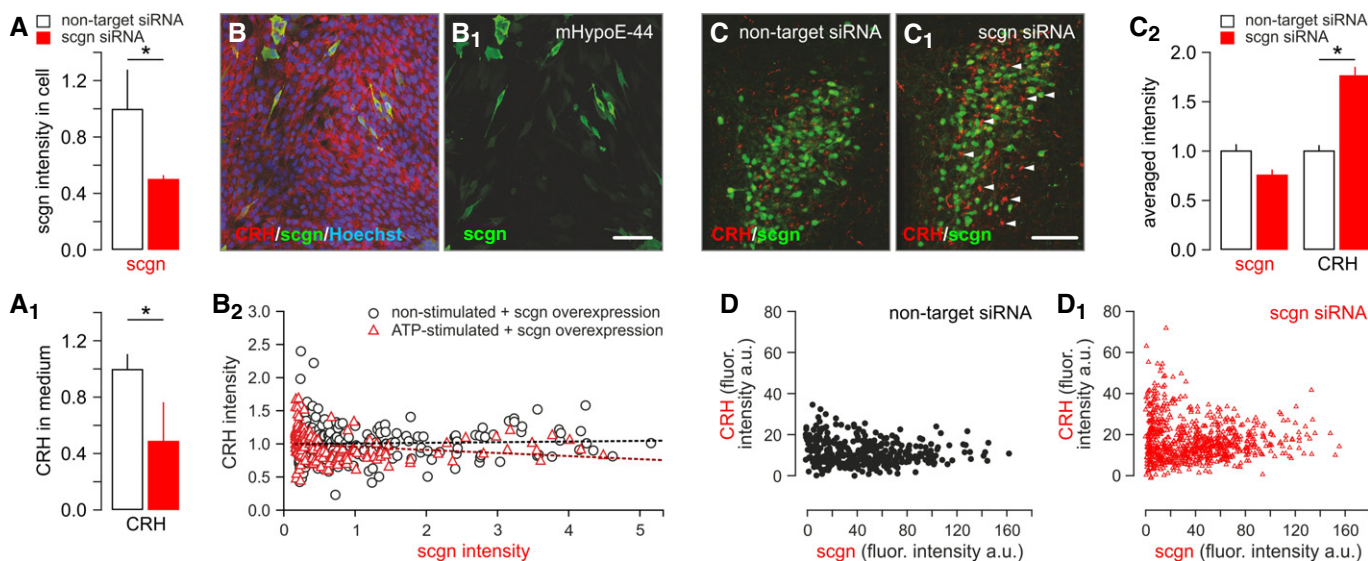 A
non-target siRNA
scgn siRNA
*
scgn intensity in cell
1.2
0.8
0.4
0.0
scgn
B
CRH/scgn/Hoechst
B1
mHypoE-44
scgn
C
non-target siRNA
CRH/scgn
C1
scgn siRNA
CRH/scgn
C2
non-target siRNA
scgn siRNA
*
averaged intensity
2.0
1.5
1.0
0.5
0.0
scgn
CRH
A1
*
CRH in medium
1.2
0.8
0.4
0.0
CRH
B2
non-stimulated + scgn overexpression
ATP-stimulated + scgn overexpression
CRH intensity
3.0
2.5
2.0
1.5
1.0
0.5
0.0
0 1 2 3 4 5
scgn intensity
D
non-target siRNA
CRH (fluor.
intensity a.u.)
80
60
40
20
0
0 40 80 120 160
scgn (fluor. intensity a.u.)
D1
scgn siRNA
CRH (fluor.
intensity a.u.)
80
60
40
20
0
0 40 80 120 160
scgn (fluor. intensity a.u.)